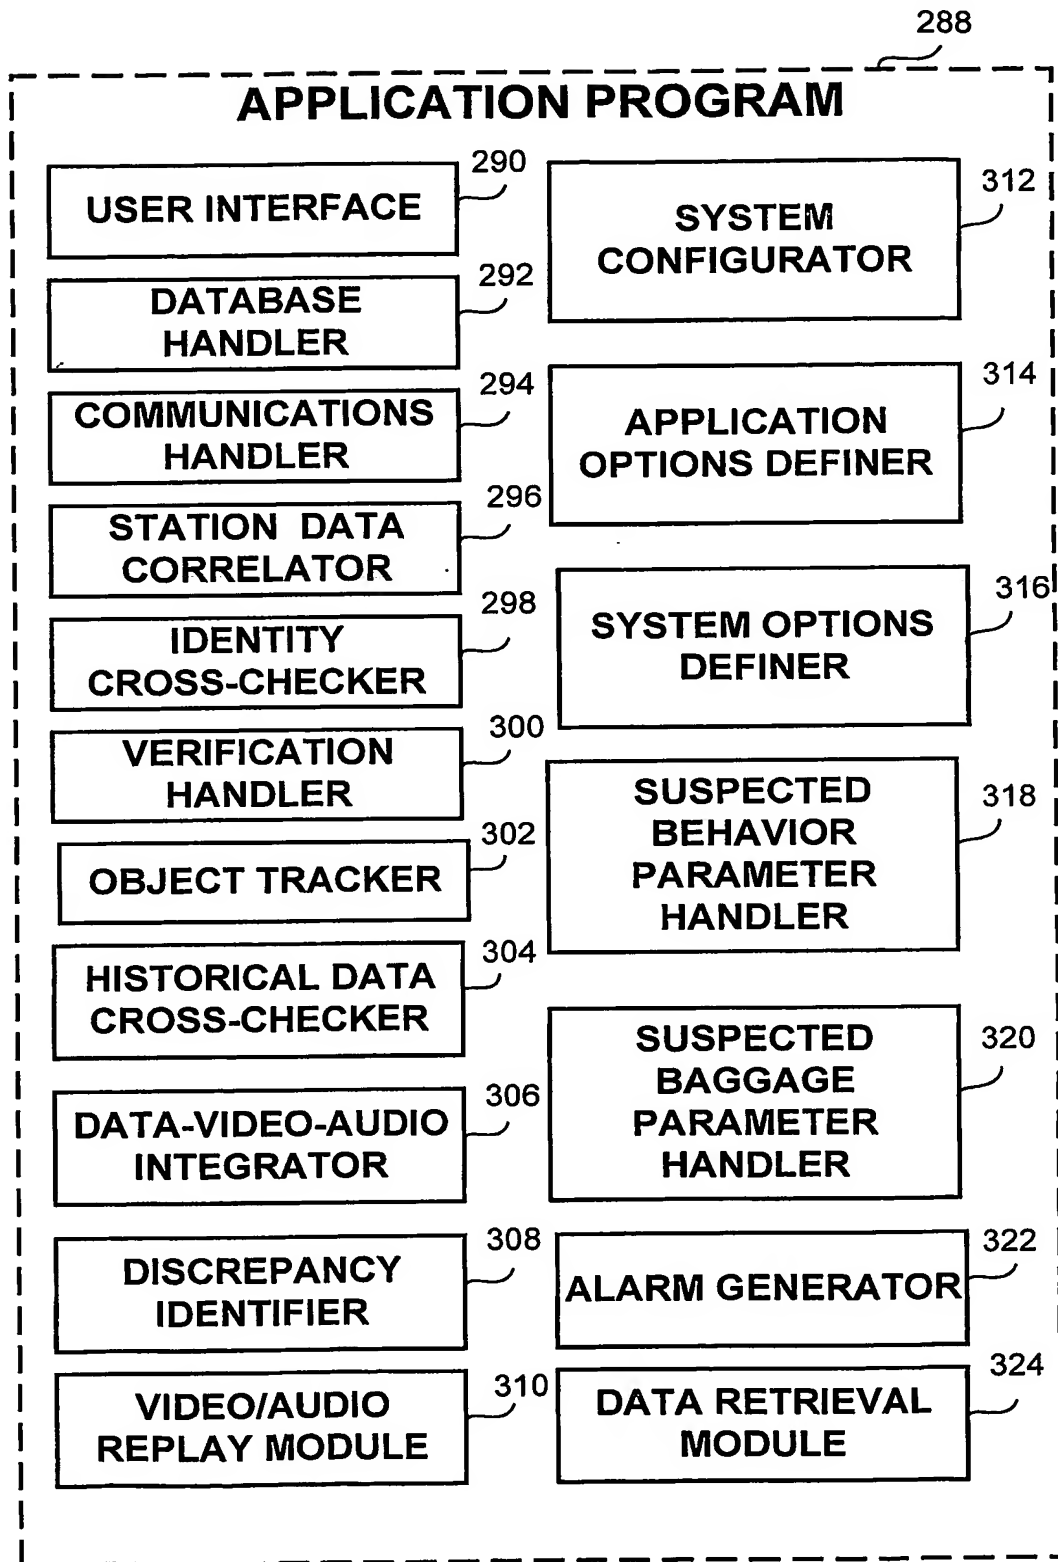 288
APPLICATION PROGRAM
USER INTERFACE
290
DATABASE
HANDLER
292
COMMUNICATIONS
HANDLER
294
STATION DATA
CORRELATOR
296
IDENTITY
CROSS-CHECKER
298
VERIFICATION
HANDLER
300
OBJECT TRACKER
302
HISTORICAL DATA
CROSS-CHECKER
304
DATA-VIDEO-AUDIO
INTEGRATOR
306
DISCREPANCY
IDENTIFIER
308
VIDEO/AUDIO
REPLAY MODULE
310
SYSTEM
CONFIGURATOR
312
APPLICATION
OPTIONS DEFINER
314
SYSTEM OPTIONS
DEFINER
316
SUSPECTED
BEHAVIOR
PARAMETER
HANDLER
318
SUSPECTED
BAGGAGE
PARAMETER
HANDLER
320
ALARM GENERATOR
322
DATA RETRIEVAL
MODULE
324